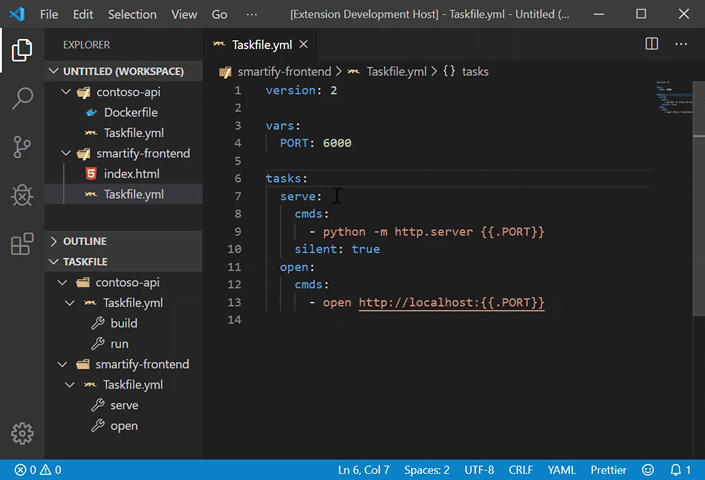 File Edit Selection View Go ··· [Extension Development Host] - Taskfile.yml - Untitled (...
EXPLORER
UNTITLED (WORKSPACE)
contoso-api
Dockerfile
Taskfile.yml
smartify-frontend
index.html
Taskfile.yml
OUTLINE
TASKFILE
contoso-api
Taskfile.yml
build
run
smartify-frontend
Taskfile.yml
serve
open
Taskfile.yml
smartify-frontend > Taskfile.yml > {} tasks
1 version: 2
2
3 vars:
4 PORT: 6000
5
6 tasks:
7 serve:
8 cmds:
9 - python -m http.server {{.PORT}}
10 silent: true
11 open:
12 cmds:
13 - open http://localhost:{{.PORT}}
14
0 0 Ln 6, Col 7 Spaces: 2 UTF-8 CRLF YAML Prettier 1